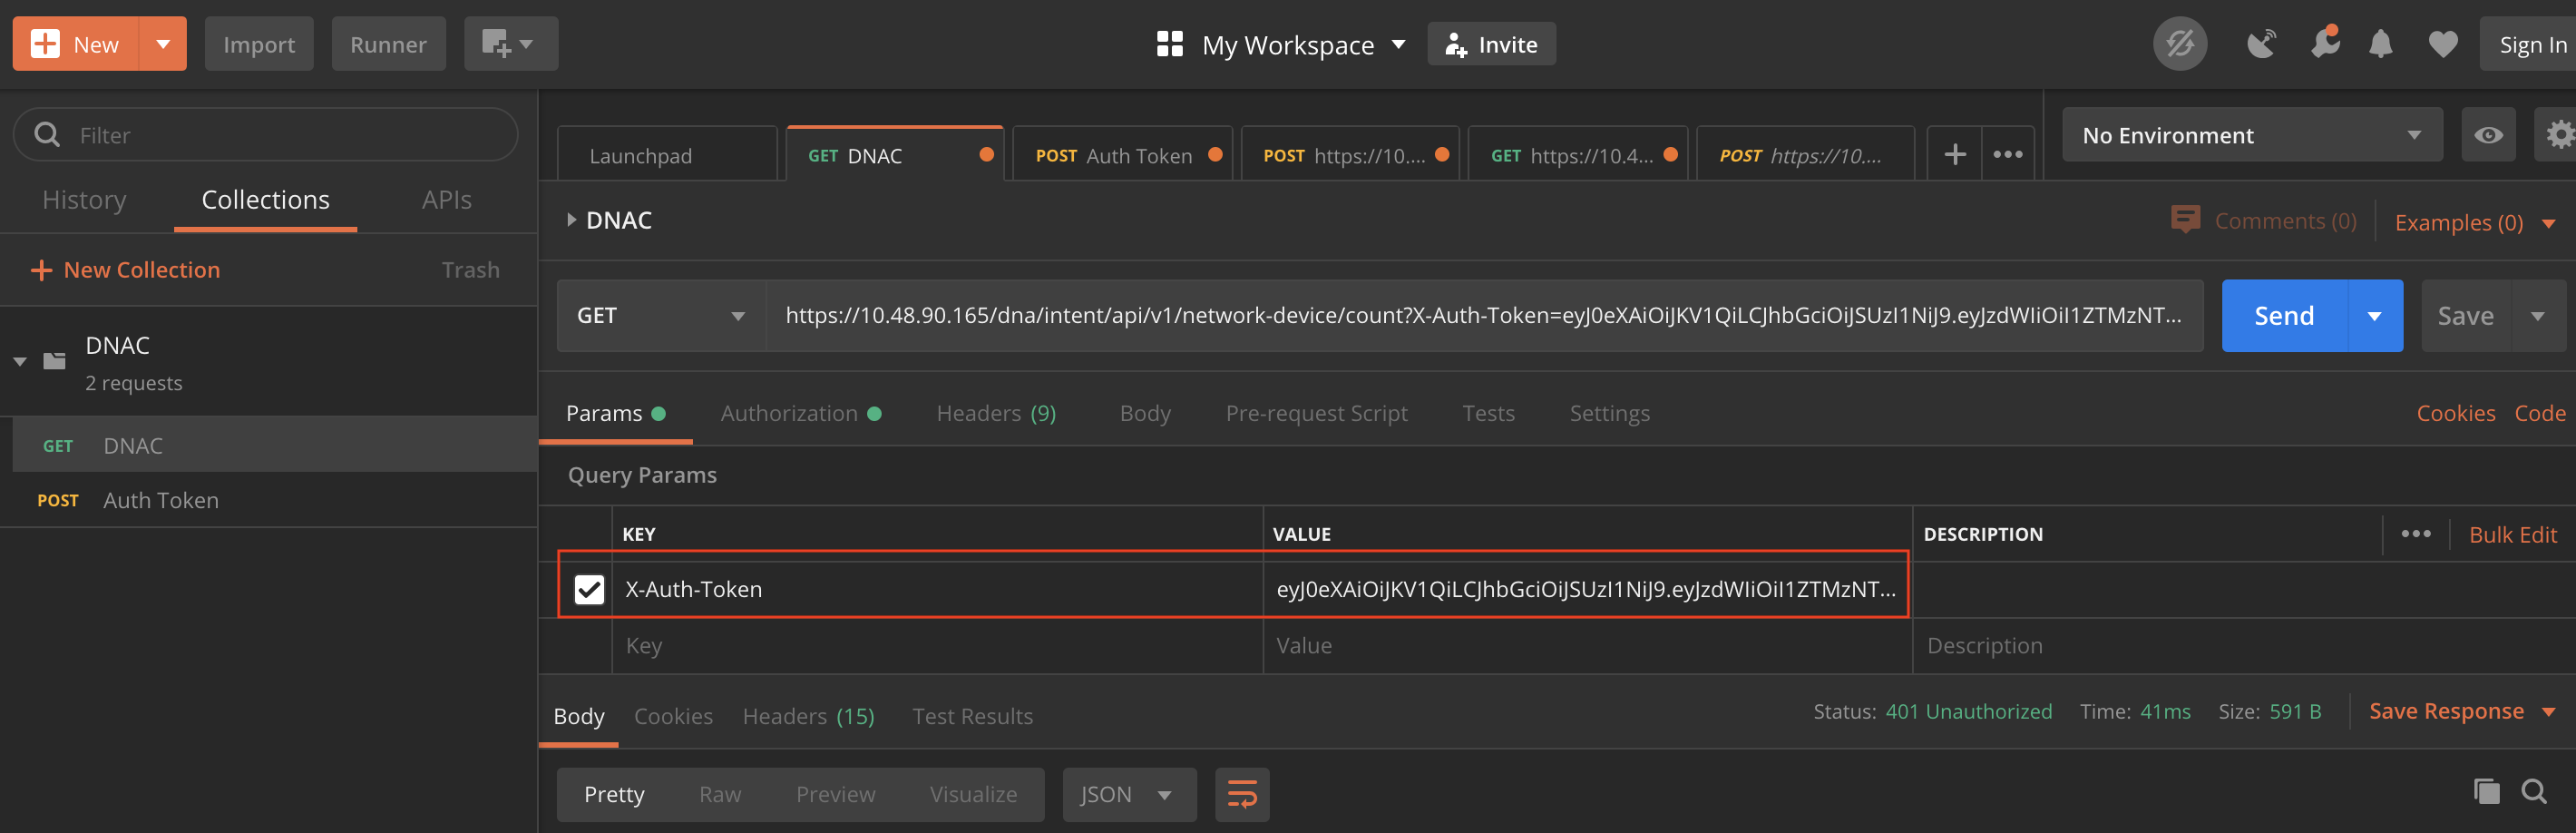 New
Import
Runner
My Workspace
Invite
Sign In
Filter
History
Collections
APIs
New Collection
Trash
DNAC
2 requests
GET DNAC
POST Auth Token
Launchpad
GET DNAC
POST Auth Token
POST https://10....
GET https://10.4...
POST https://10....
No Environment
DNAC
Comments (0)
Examples (0)
GET
https://10.48.90.165/dna/intent/api/v1/network-device/count?X-Auth-Token=eyJ0eXAiOiJKV1QiLCJhbGciOiJSUzI1NiJ9.eyJzdWIiOiI1ZTMzNT...
Send
Save
Params
Authorization
Headers (9)
Body
Pre-request Script
Tests
Settings
Cookies
Code
Query Params
KEY
VALUE
DESCRIPTION
Bulk Edit
X-Auth-Token
eyJ0eXAiOiJKV1QiLCJhbGciOiJSUzI1NiJ9.eyJzdWIiOiI1ZTMzNT...
Key
Value
Description
Body
Cookies
Headers (15)
Test Results
Status: 401 Unauthorized
Time: 41ms
Size: 591 B
Save Response
Pretty
Raw
Preview
Visualize
JSON